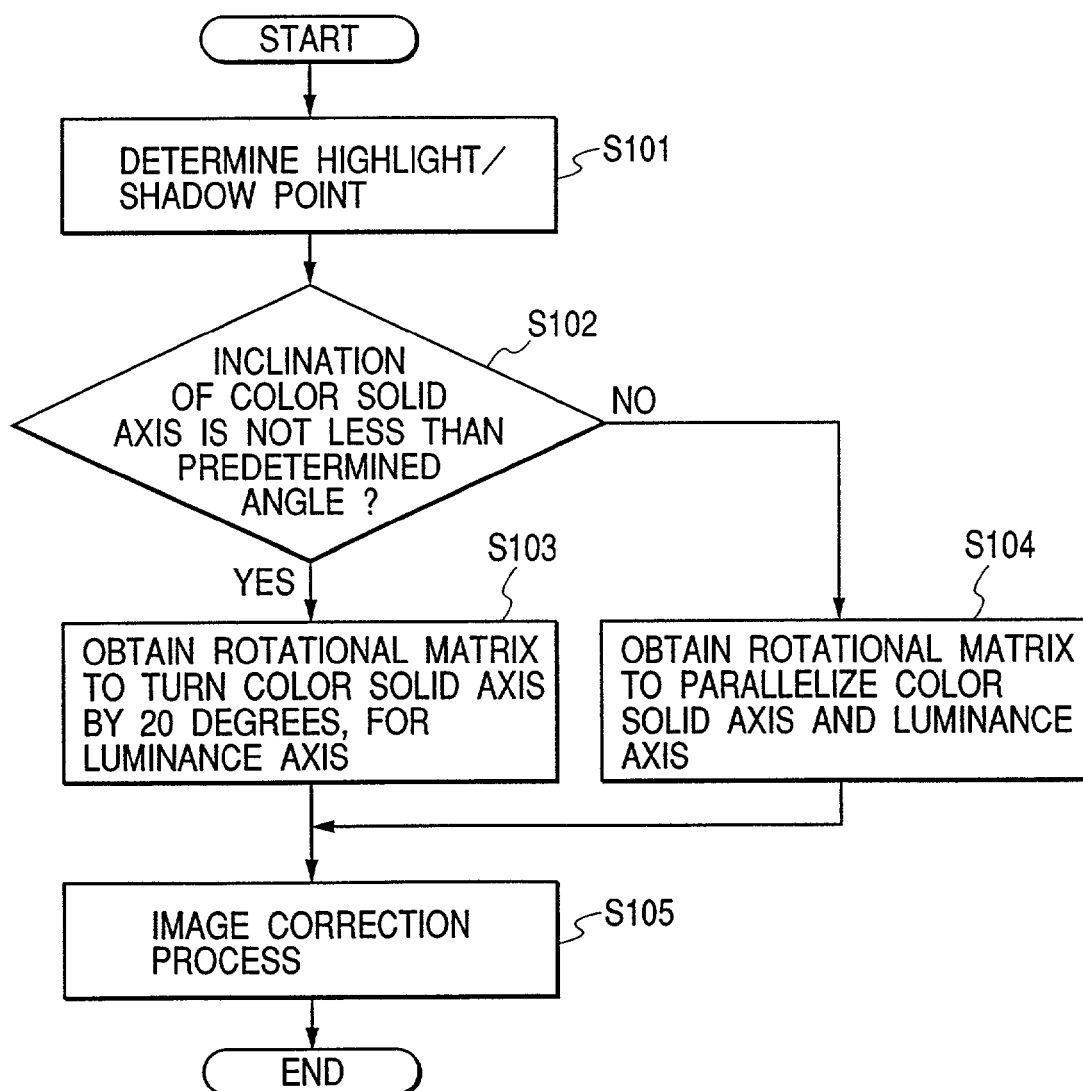 START
DETERMINE HIGHLIGHT/
SHADOW POINT
S101
INCLINATION
OF COLOR SOLID
AXIS IS NOT LESS THAN
PREDETERMINED
ANGLE ?
S102
NO
YES
S103
OBTAIN ROTATIONAL MATRIX
TO TURN COLOR SOLID AXIS
BY 20 DEGREES, FOR
LUMINANCE AXIS
S104
OBTAIN ROTATIONAL MATRIX
TO PARALLELIZE COLOR
SOLID AXIS AND LUMINANCE
AXIS
IMAGE CORRECTION
PROCESS
S105
END